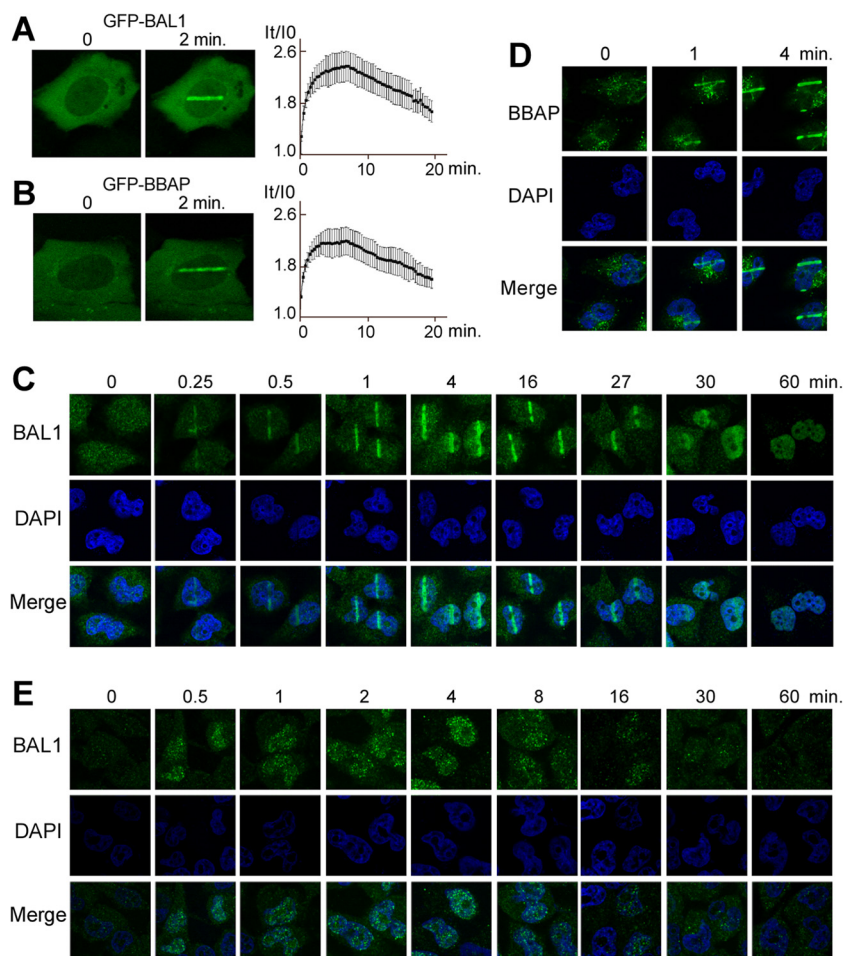 A
GFP-BAL1
0 2 min.
It/I0
2.6
1.8
1.0
0 10 20 min.
B
GFP-BBAP
0 2 min.
It/I0
2.6
1.8
1.0
0 10 20 min.
D
0 1 4 min.
BBAP
DAPI
Merge
C
0 0.25 0.5 1 4 16 27 30 60 min.
BAL1
DAPI
Merge
E
0 0.5 1 2 4 8 16 30 60 min.
BAL1
DAPI
Merge